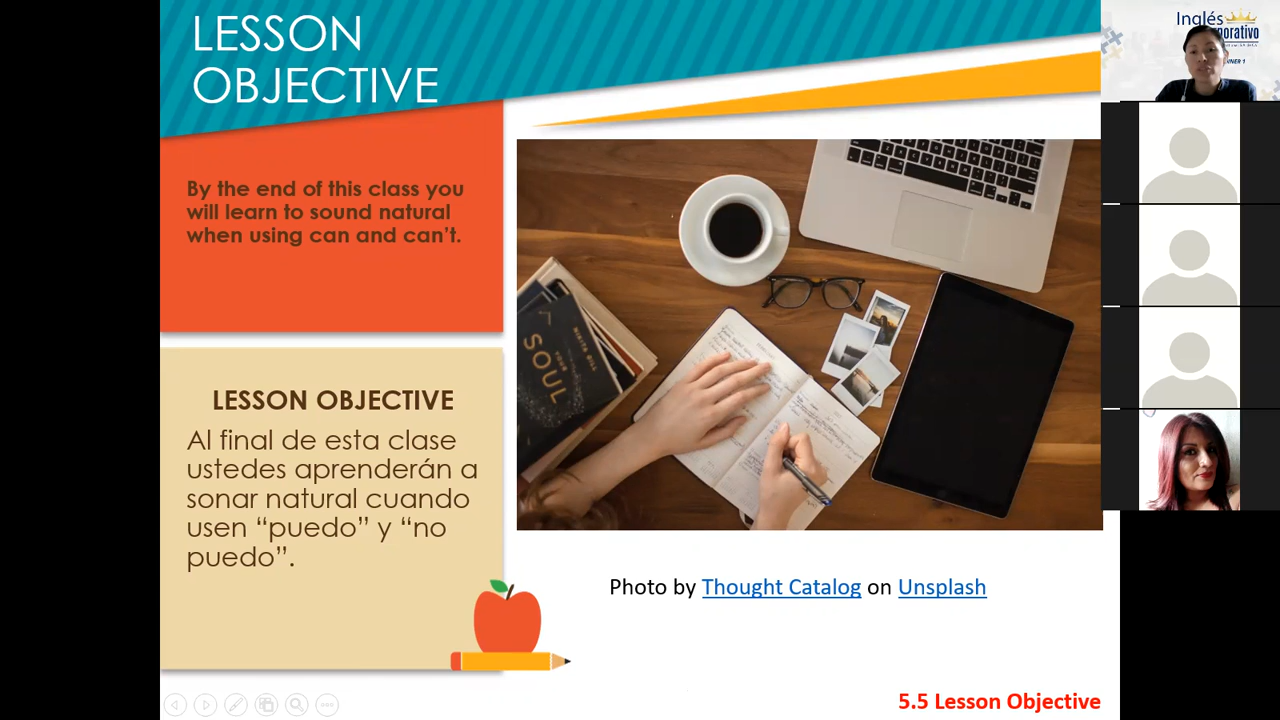 LESSON
OBJECTIVE
By the end of this class you
will learn to sound natural
when using can and can't.
LESSON OBJECTIVE
Al final de esta clase
ustedes aprenderán a
sonar natural cuando
usen “puedo” y “no
puedo”.
YOUR
SOUL
Photo by Thought Catalog on Unsplash
5.5 Lesson Objective
Inglés